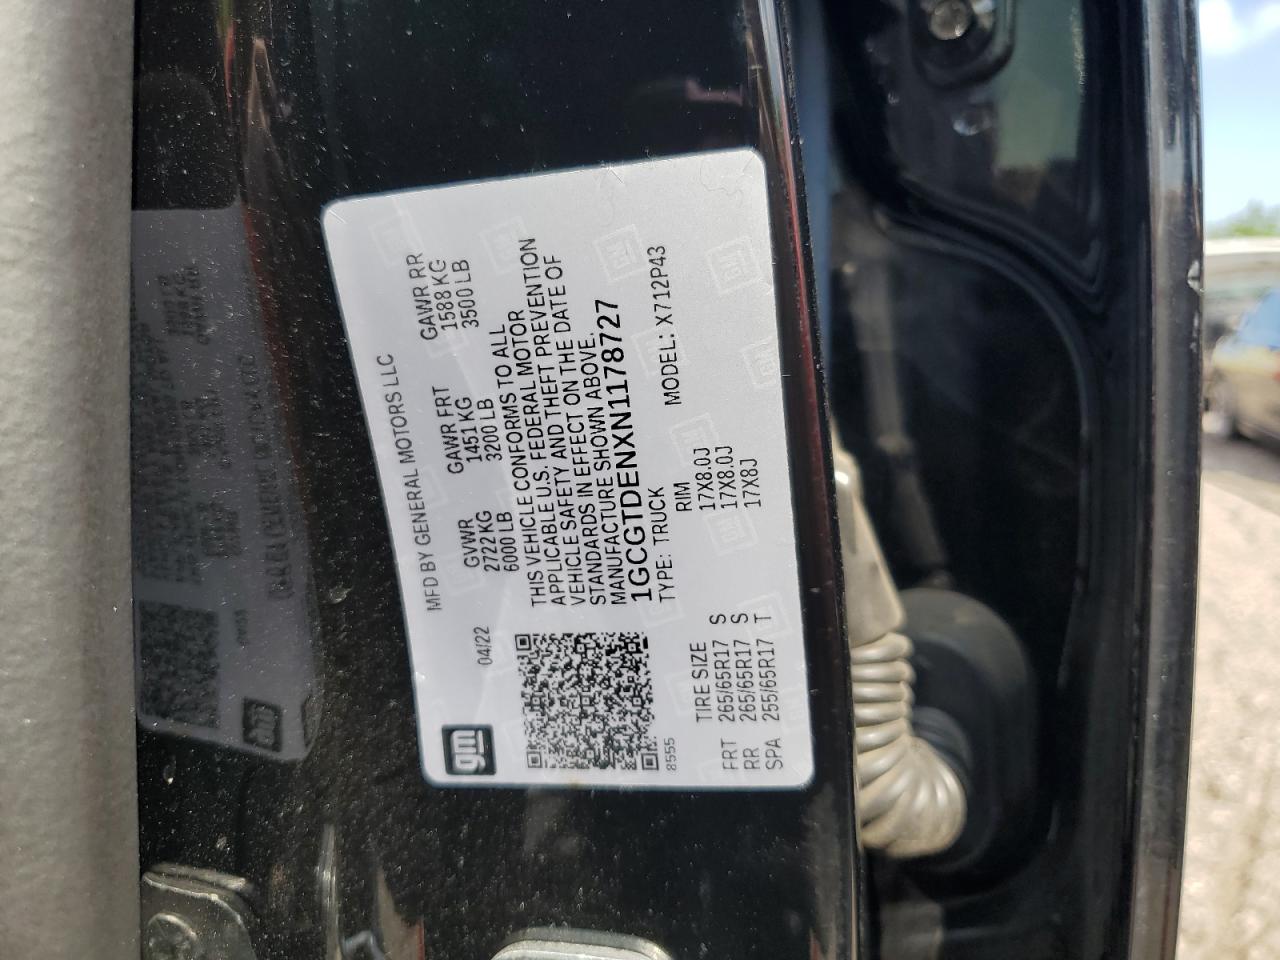 gm
MFD BY GENERAL MOTORS LLC
04/22
GVWR GAWR FRT GAWR RR
2722 KG 1451 KG 1588 KG
6000 LB 3200 LB 3500 LB
THIS VEHICLE CONFORMS TO ALL
APPLICABLE U.S. FEDERAL MOTOR
VEHICLE SAFETY AND THEFT PREVENTION
STANDARDS IN EFFECT ON THE DATE OF
MANUFACTURE SHOWN ABOVE.
1GCGTDENXN1178727
8555
TYPE: TRUCK MODEL: X712P43
TIRE SIZE RIM
FRT 265/65R17 S 17X8.0J
RR 265/65R17 S 17X8.0J
SPA 255/65R17 T 17X8J